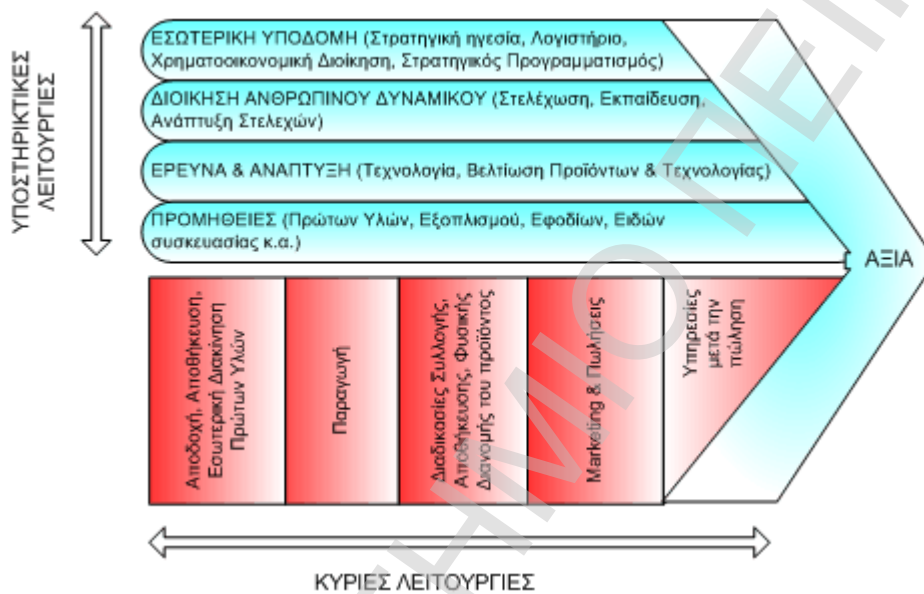 ΥΠΟΣΤΗΡΙΚΤΙΚΕΣ
ΛΕΙΤΟΥΡΓΙΕΣ
ΕΣΩΤΕΡΙΚΗ ΥΠΟΔΟΜΗ (Στρατηγική ηγεσία, Λογιστήριο,
Χρηματοοικονομική Διοίκηση, Στρατηγικός Προγραμματισμός)
ΔΙΟΙΚΗΣΗ ΑΝΘΡΩΠΙΝΟΥ ΔΥΝΑΜΙΚΟΥ (Στελέχωση, Εκπαίδευση,
Ανάπτυξη Στελεχών)
ΕΡΕΥΝΑ & ΑΝΑΠΤΥΞΗ (Τεχνολογία, Βελτίωση Προϊόντων & Τεχνολογίας)
ΠΡΟΜΗΘΕΙΕΣ (Πρώτων Υλών, Εξοπλισμού, Εφοδίων, Ειδών
συσκευασίας κ.α.)
ΑΞΙΑ
Αποδοχή, Αποθήκευση,
Εσωτερική Διακίνηση
Πρώτων Υλών
Παραγωγή
Διαδικασίες Συλλογής,
Αποθήκευσης, Φυσικής
Διανομής του προϊόντος
Marketing & Πωλήσεις
Υπηρεσίες
μετά την
πώληση
ΚΥΡΙΕΣ ΛΕΙΤΟΥΡΓΙΕΣ